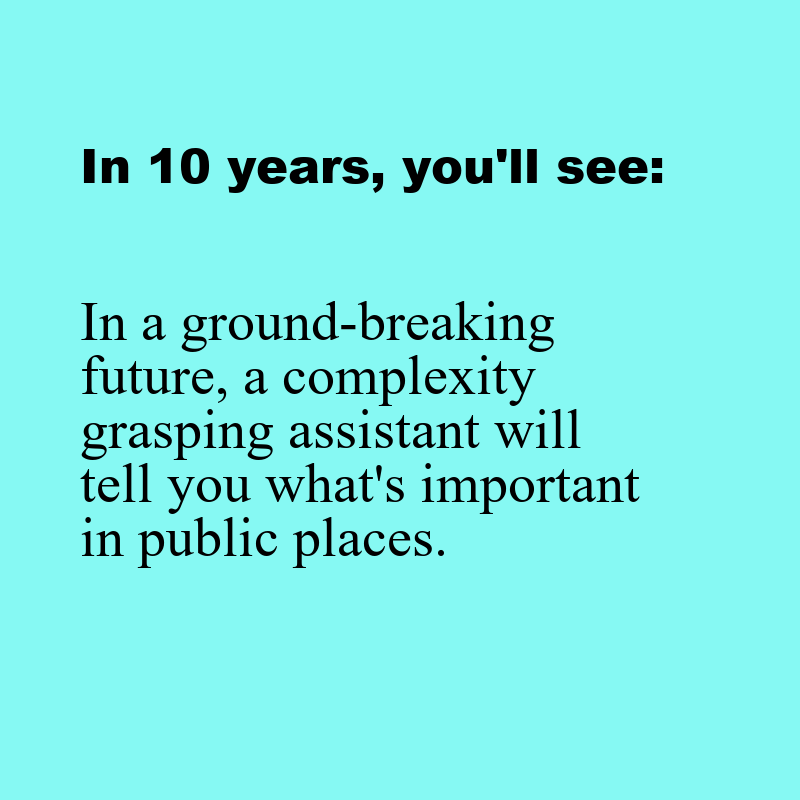 In 10 years, you'll see:
In a ground-breaking
future, a complexity
grasping assistant will
tell you what's important
in public places.